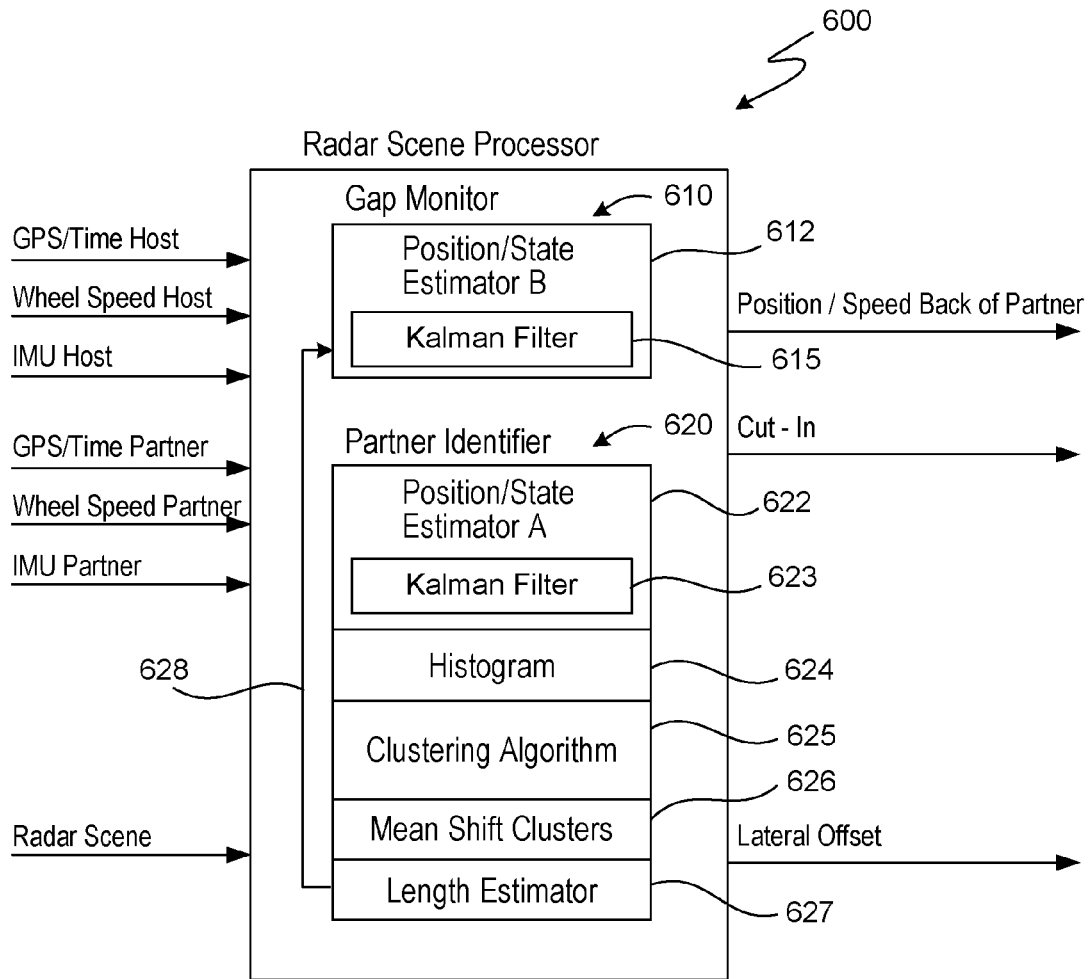 600
Radar Scene Processor
Gap Monitor
610
GPS/Time Host
Position/State
Estimator B
612
Wheel Speed Host
Position / Speed Back of Partner
Kalman Filter
615
IMU Host
Partner Identifier
620
Cut - In
GPS/Time Partner
Position/State
Estimator A
622
Wheel Speed Partner
IMU Partner
Kalman Filter
623
628
Histogram
624
Clustering Algorithm
625
626
Mean Shift Clusters
Radar Scene
Lateral Offset
Length Estimator
627